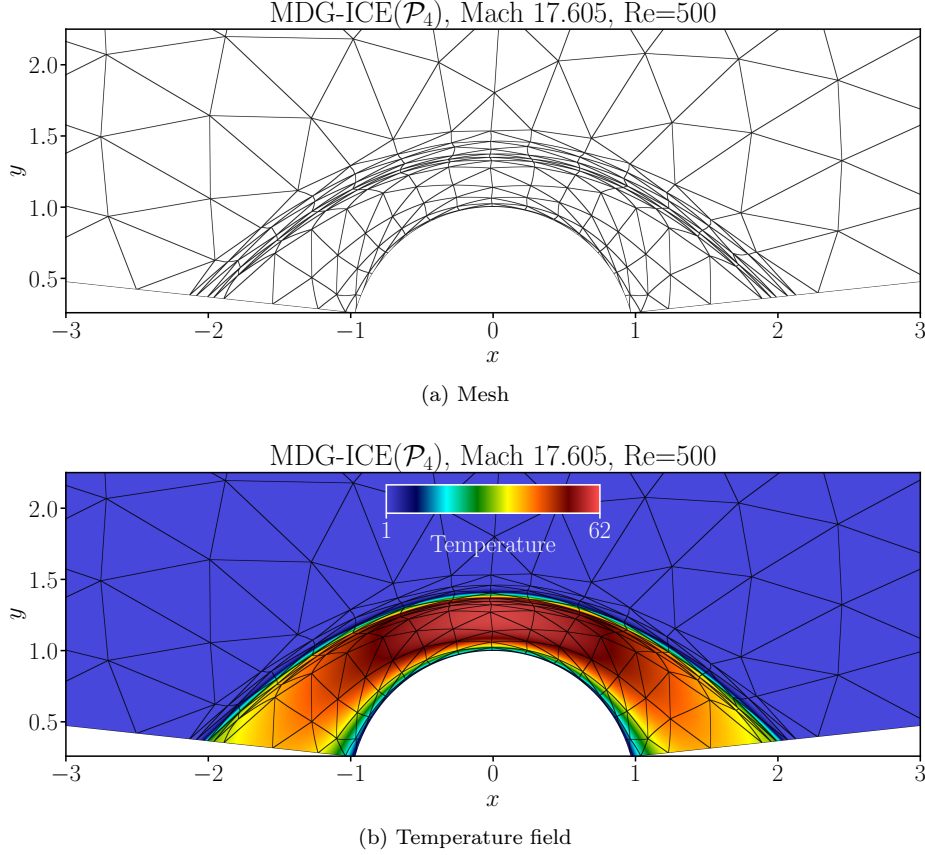 MDG-ICE(𝒫₄), Mach 17.605, Re=500
2.0
1.5
y
1.0
0.5
−3 −2 −1 0 1 2 3
x
(a) Mesh
MDG-ICE(𝒫₄), Mach 17.605, Re=500
2.0
1 62
Temperature
1.5
y
1.0
0.5
−3 −2 −1 0 1 2 3
x
(b) Temperature field